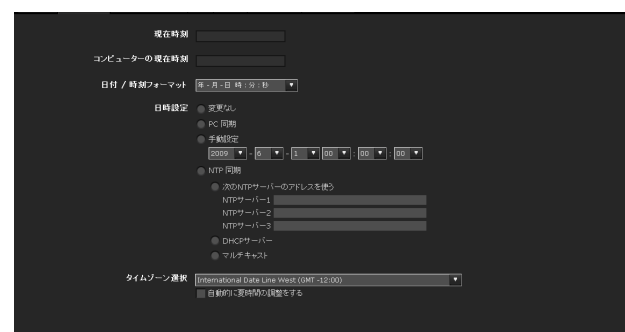 現在時刻
コンピューターの現在時刻
日付 / 時刻フォーマット 年-月-日 時:分:秒
日時設定 変更なし
PC 同期
手動設定
2009 - 6 - 1 00 : 00 : 00
NTP 同期
次のNTPサーバーのアドレスを使う
NTPサーバー1
NTPサーバー2
NTPサーバー3
DHCPサーバー
マルチキャスト
タイムゾーン選択 International Date Line West (GMT -12:00)
自動的に夏時間の調整をする